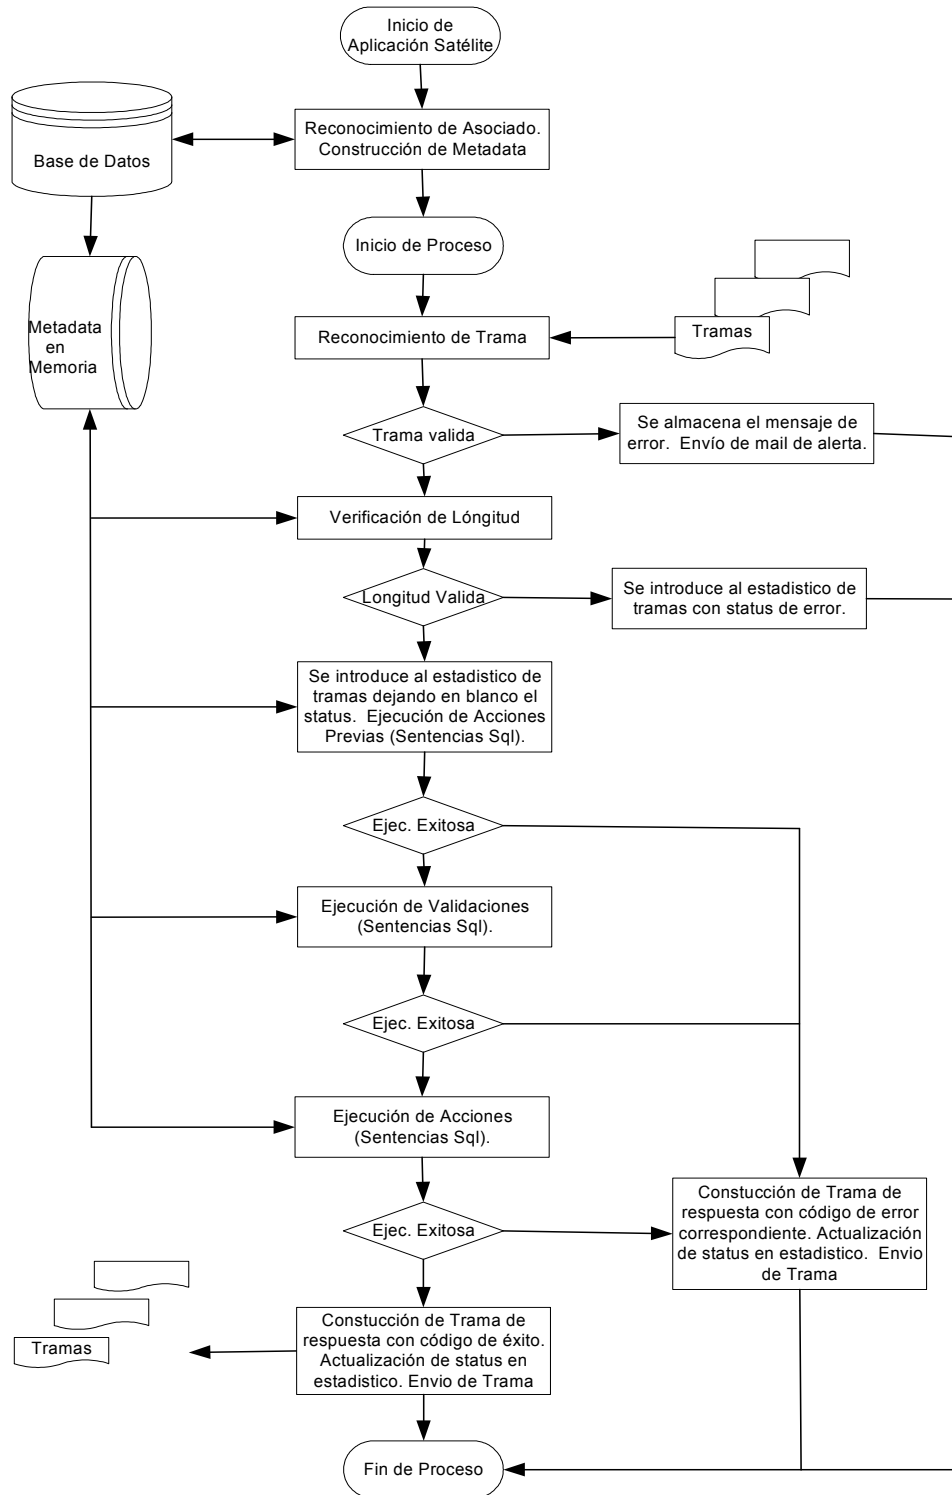 Inicio de
Aplicación Satélite
Reconocimiento de Asociado.
Construcción de Metadata
Base de Datos
Inicio de Proceso
Metadata
en
Memoria
Reconocimiento de Trama
Tramas
Trama valida
Se almacena el mensaje de
error.  Envío de mail de alerta.
Verificación de Lóngitud
Longitud Valida
Se introduce al estadistico de
tramas con status de error.
Se introduce al estadistico de
tramas dejando en blanco el
status.  Ejecución de Acciones
Previas (Sentencias Sql).
Ejec. Exitosa
Ejecución de Validaciones
(Sentencias Sql).
Ejec. Exitosa
Ejecución de Acciones
(Sentencias Sql).
Ejec. Exitosa
Constucción de Trama de
respuesta con código de error
correspondiente. Actualización
de status en estadistico.  Envio
de Trama
Tramas
Constucción de Trama de
respuesta con código de éxito.
Actualización de status en
estadistico. Envio de Trama
Fin de Proceso